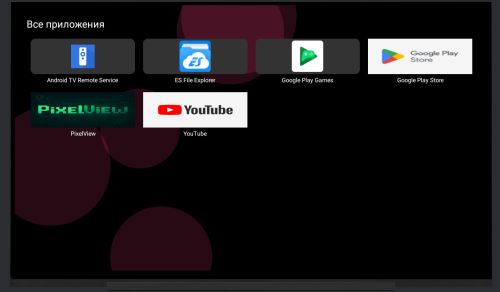 Все приложения
ES
Google Play
Store
Android TV Remote Service
ES File Explorer
Google Play Games
Google Play Store
PIXELVIEW
YouTube
PixelView
YouTube